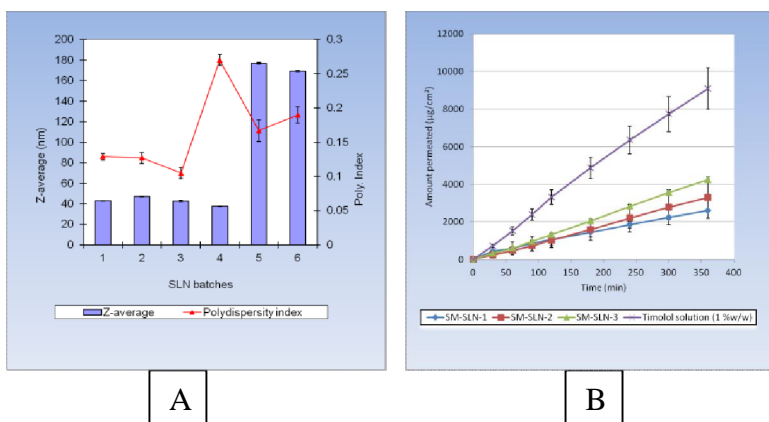 200
180
160
140
120
100
80
60
40
20
0
Z-average (nm)
0.3
0.25
0.2
0.15
0.1
0.05
0
Poly. Index
1 2 3 4 5 6
SLN batches
Z-average Polydispersity index
A
12000
10000
8000
6000
4000
2000
0
Amount permeated (µg/cm²)
0 50 100 150 200 250 300 350 400
Time (min)
SM-SLN-1 SM-SLN-2 SM-SLN-3 Timolol solution (1 %w/w)
B